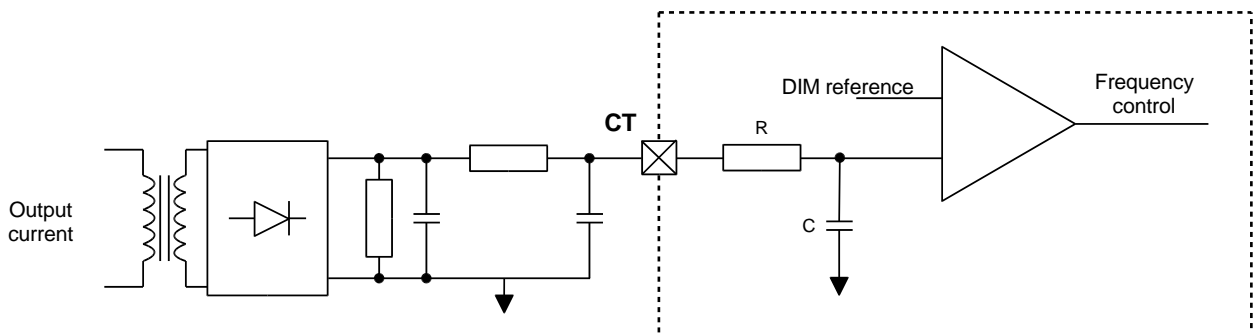 DIM reference
Frequency
control
CT
R
Output
current
C